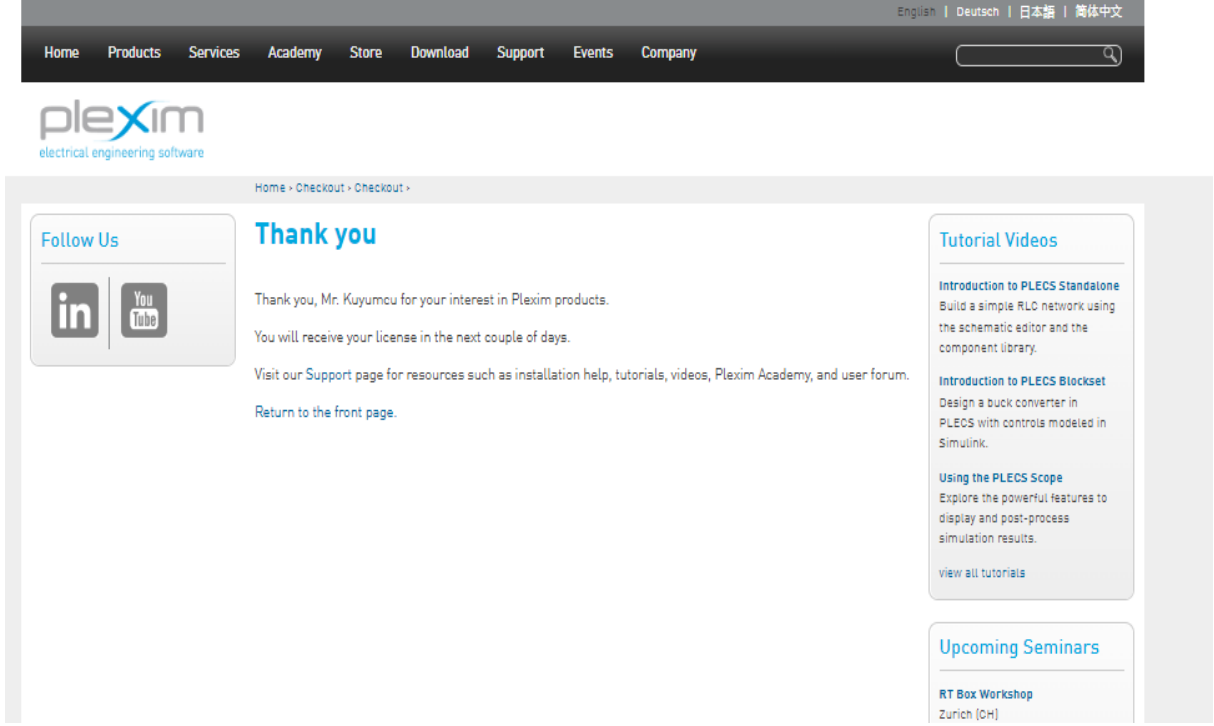 English | Deutsch | 日本語 | 简体中文
Home Products Services Academy Store Download Support Events Company
plexim
electrical engineering software
Home › Checkout › Checkout ›
Follow Us
in
You
Tube
Thank you
Thank you, Mr. Kuyumcu for your interest in Plexim products.
You will receive your license in the next couple of days.
Visit our Support page for resources such as installation help, tutorials, videos, Plexim Academy, and user forum.
Return to the front page.
Tutorial Videos
Introduction to PLECS Standalone
Build a simple RLC network using
the schematic editor and the
component library.
Introduction to PLECS Blockset
Design a buck converter in
PLECS with controls modeled in
Simulink.
Using the PLECS Scope
Explore the powerful features to
display and post-process
simulation results.
view all tutorials
Upcoming Seminars
RT Box Workshop
Zurich (CH)